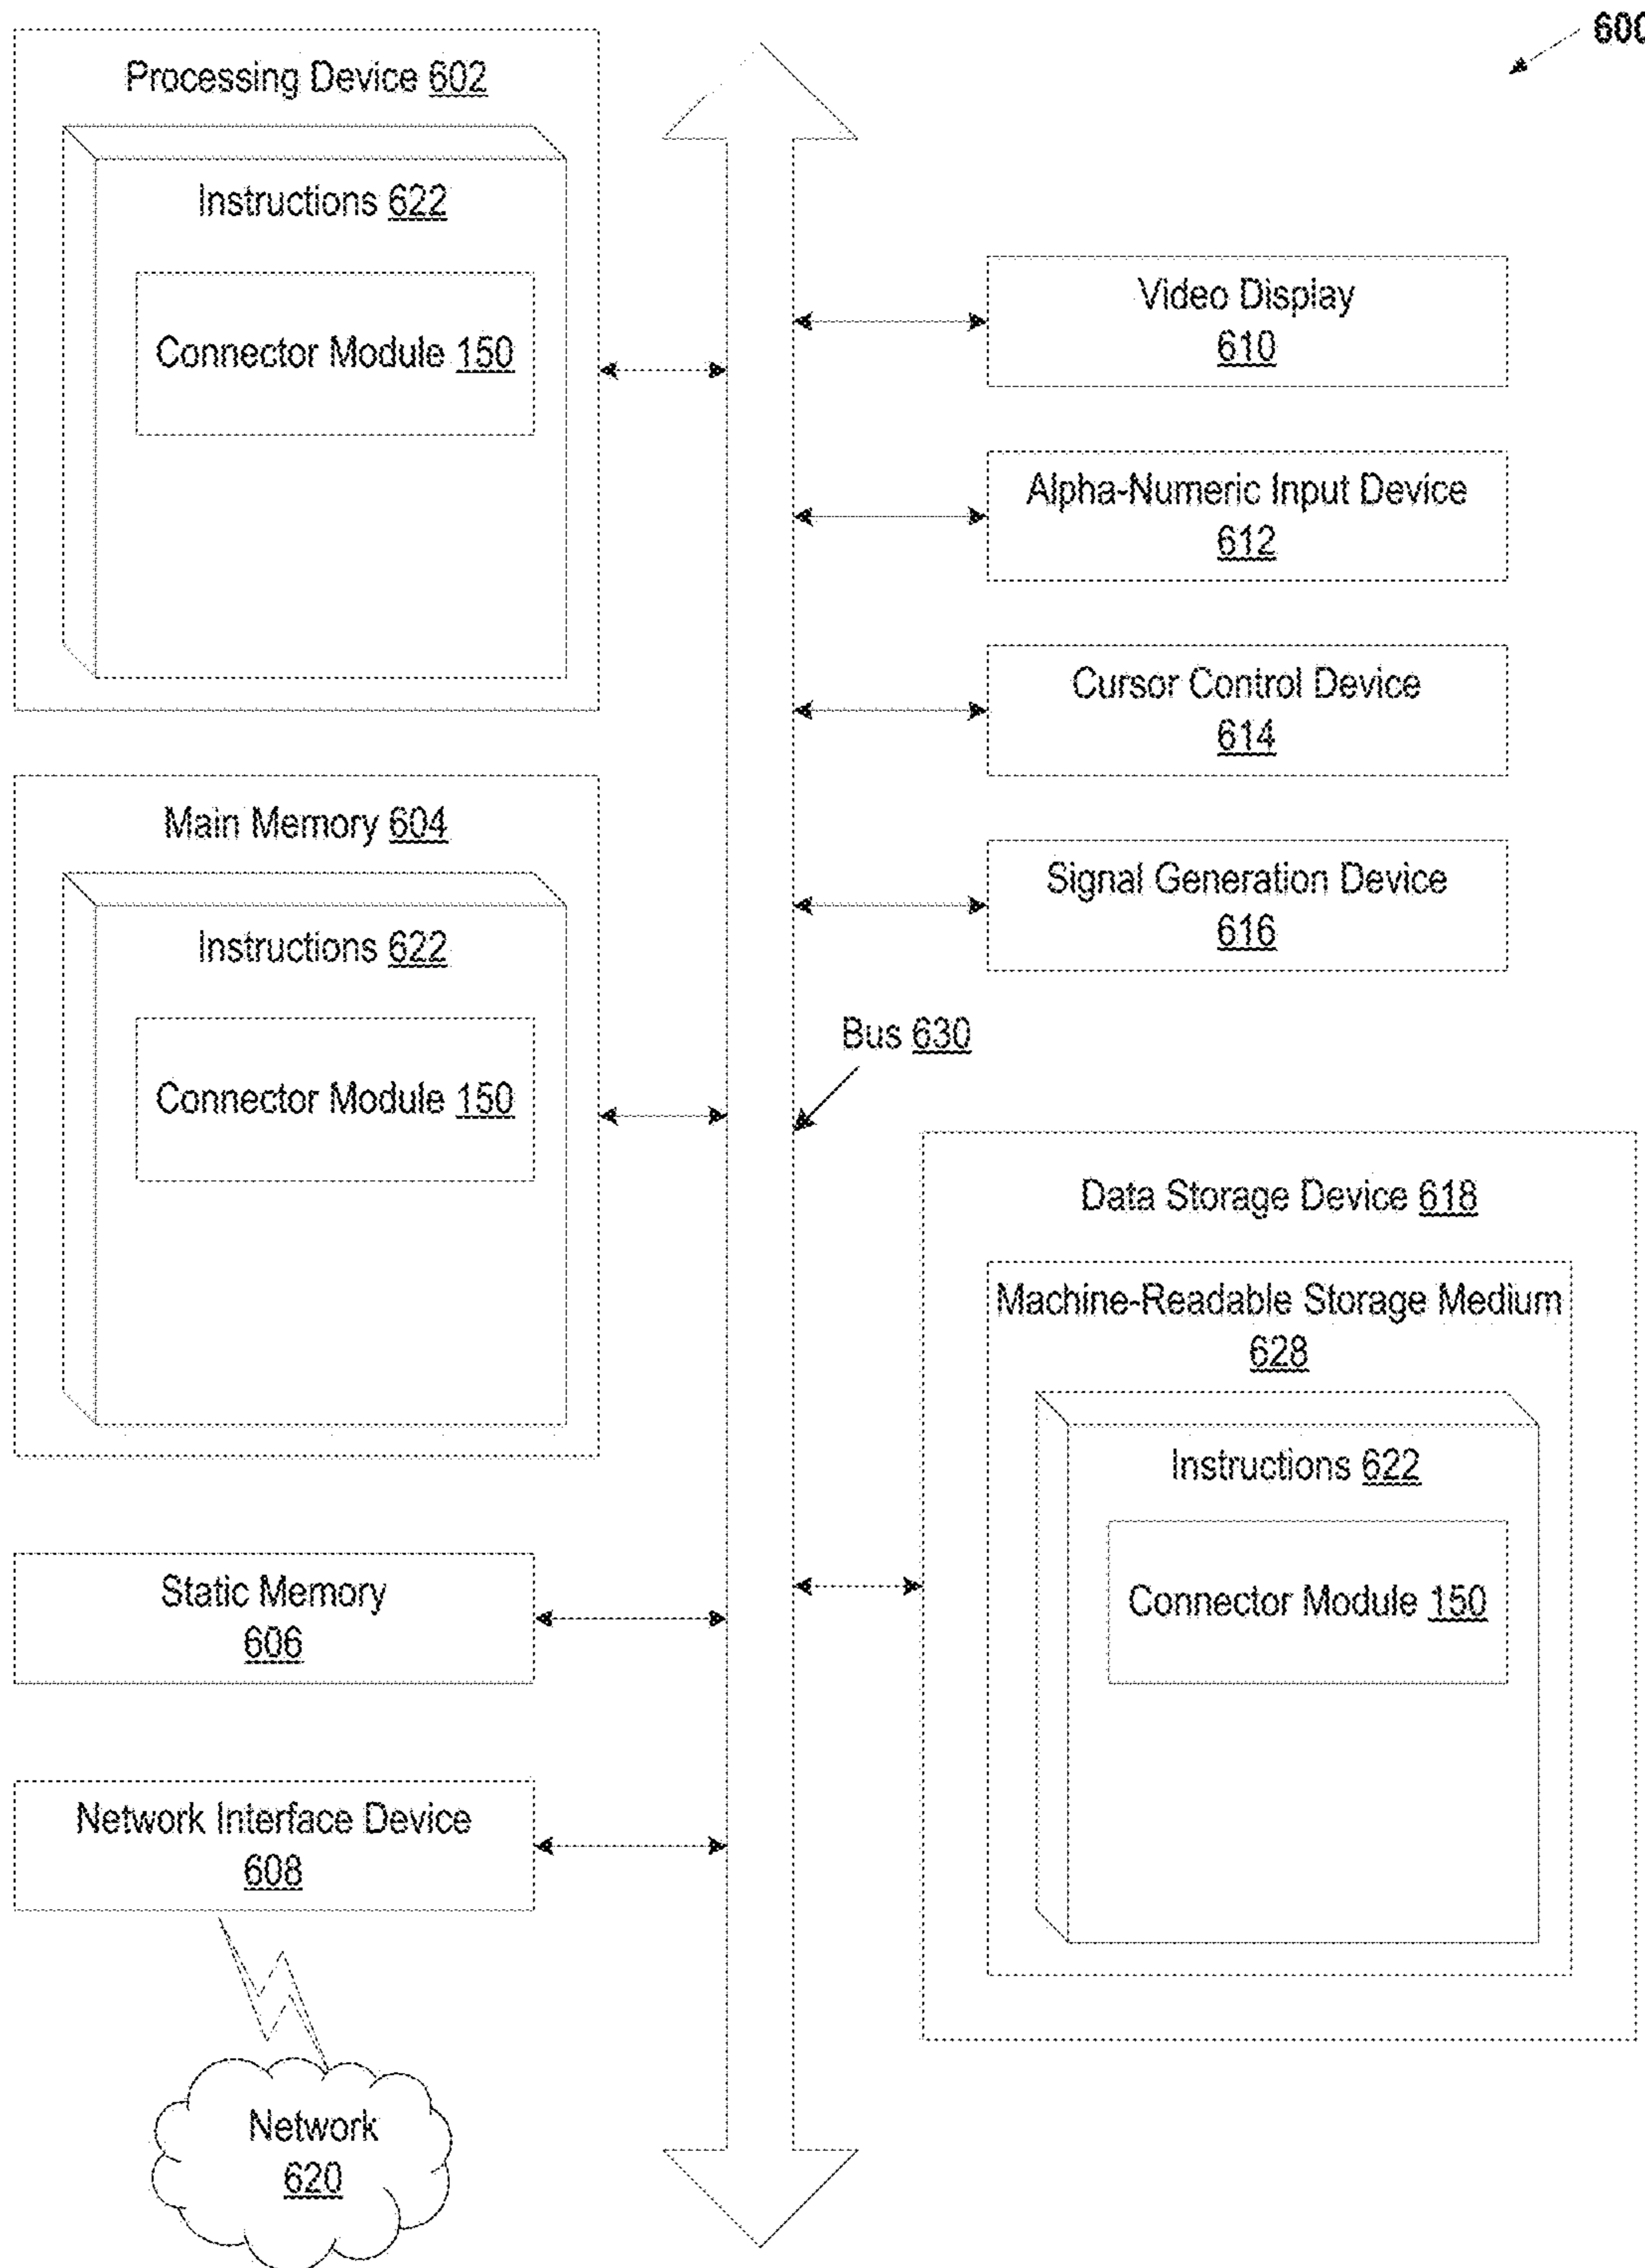 600
Processing Device 602
Instructions 622
Connector Module 150
Main Memory 604
Instructions 622
Connector Module 150
Static Memory
606
Network Interface Device
608
Network
620
Video Display
610
Alpha-Numeric Input Device
612
Cursor Control Device
614
Signal Generation Device
616
Bus 630
Data Storage Device 618
Machine-Readable Storage Medium
628
Instructions 622
Connector Module 150